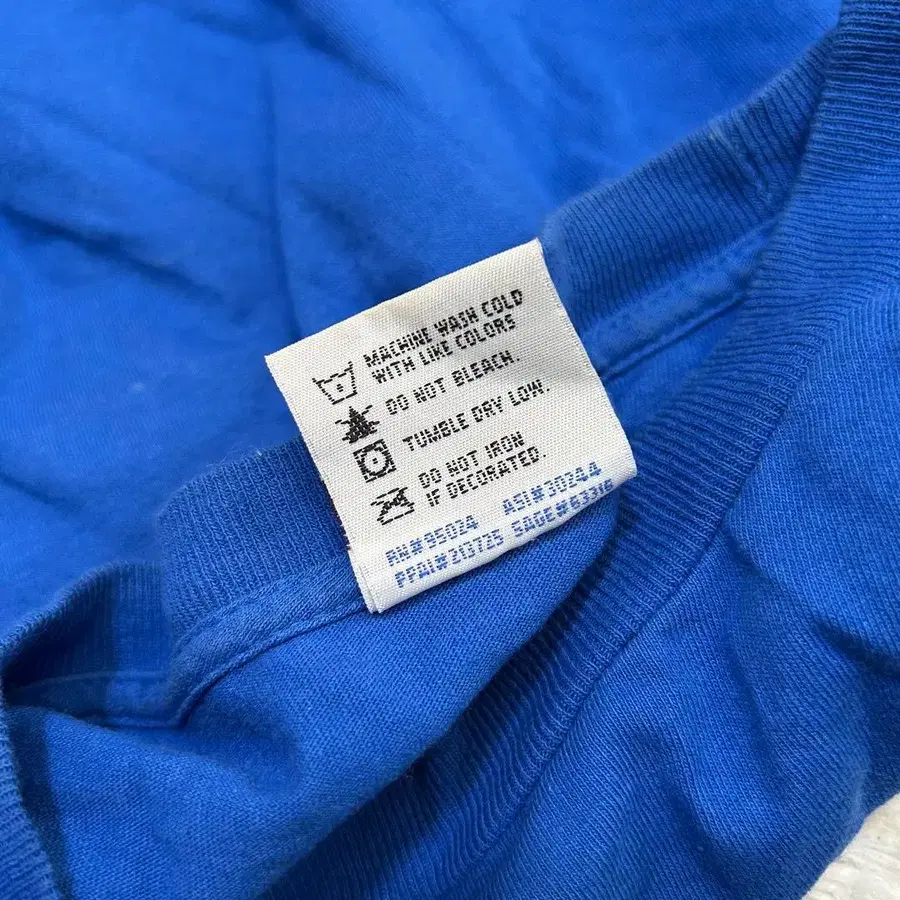 MACHINE WASH COLD
WITH LIKE COLORS
DO NOT BLEACH.
TUMBLE DRY LOW.
DO NOT IRON
IF DECORATED.
RN#95024 ASI#30244
PPAI#213725 SAGE#63316